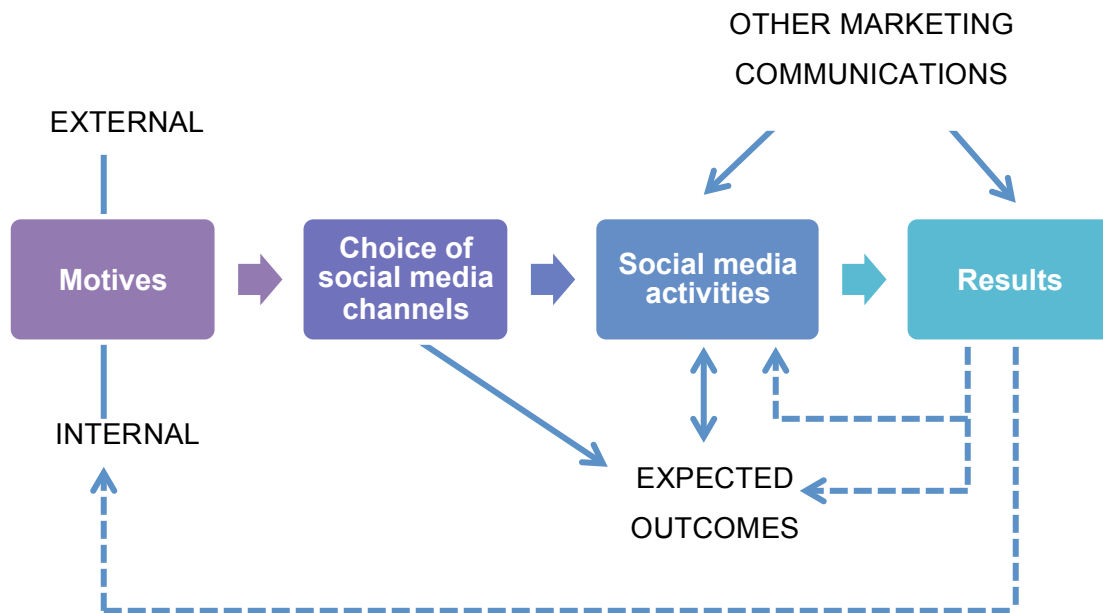 OTHER MARKETING
COMMUNICATIONS
EXTERNAL
Motives
Choice of
social media
channels
Social media
activities
Results
INTERNAL
EXPECTED
OUTCOMES